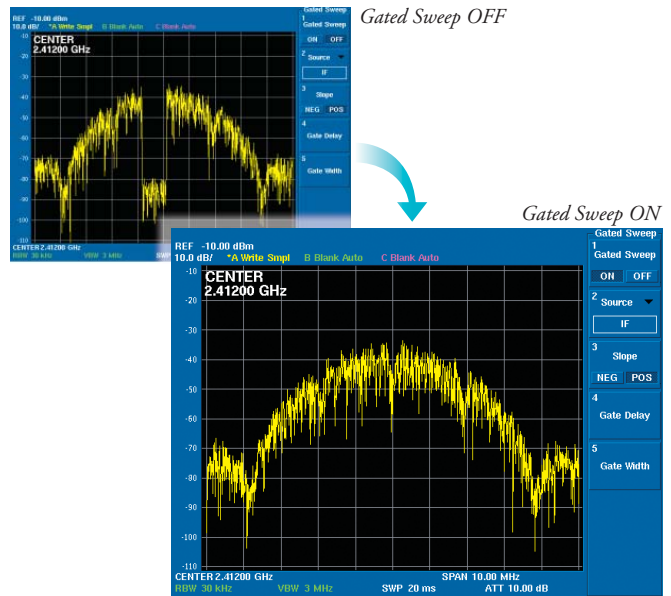 Gated Sweep OFF
REF -10.00 dBm
10.0 dB/ *A Write Smpl B Blank Auto C Blank Auto
CENTER
2.41200 GHz
-10
-20
-30
-40
-50
-60
-70
-80
-90
-100
-110
CENTER 2.41200 GHz
RBW 30 kHz VBW 3 MHz
Gated Sweep
1
Gated Sweep
ON OFF
2
Source
IF
3
Slope
NEG POS
4
Gate Delay
5
Gate Width
Gated Sweep ON
REF -10.00 dBm
10.0 dB/ *A Write Smpl B Blank Auto C Blank Auto
CENTER
2.41200 GHz
-10
-20
-30
-40
-50
-60
-70
-80
-90
-100
-110
CENTER 2.41200 GHz SPAN 10.00 MHz
RBW 30 kHz VBW 3 MHz SWP 20 ms ATT 10.00 dB
Gated Sweep
1
Gated Sweep
ON OFF
2
Source
IF
3
Slope
NEG POS
4
Gate Delay
5
Gate Width